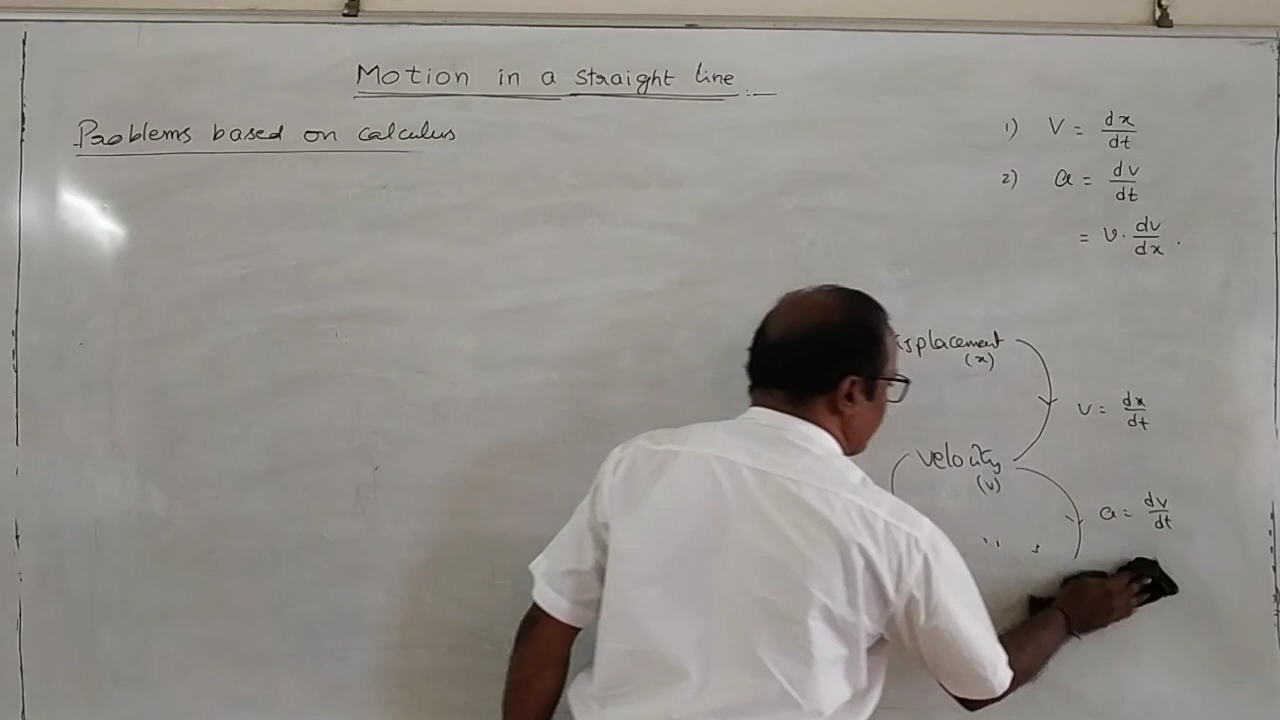 Motion in a straight line :—
Problems based on calculus
1) V = dx/dt
2) a = dv/dt
= v. dv/dx .
isplacement
(x)
v = dx/dt
velocity
(v)
a = dv/dt